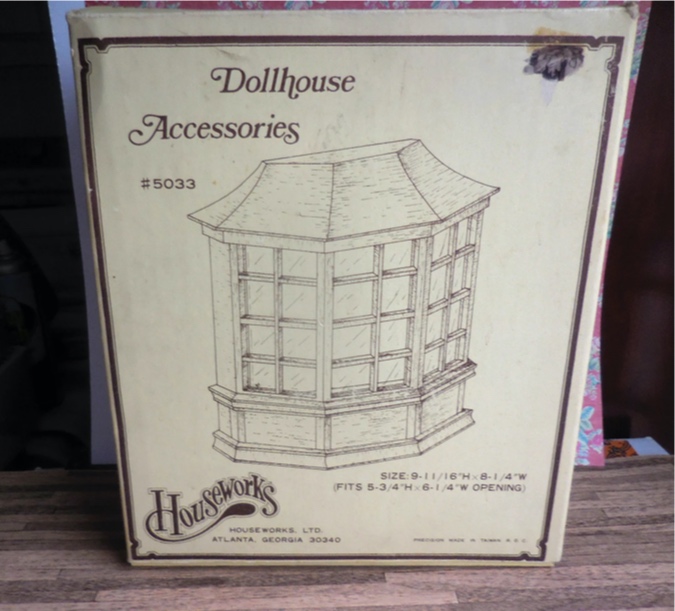 Dollhouse
Accessories
#5033
SIZE: 9-11/16"H x 8-1/4"W
(FITS 5-3/4"H x 6-1/4"W OPENING)
Houseworks
HOUSEWORKS, LTD.
ATLANTA, GEORGIA 30340
PRECISION MADE IN TAIWAN, R.O.C.